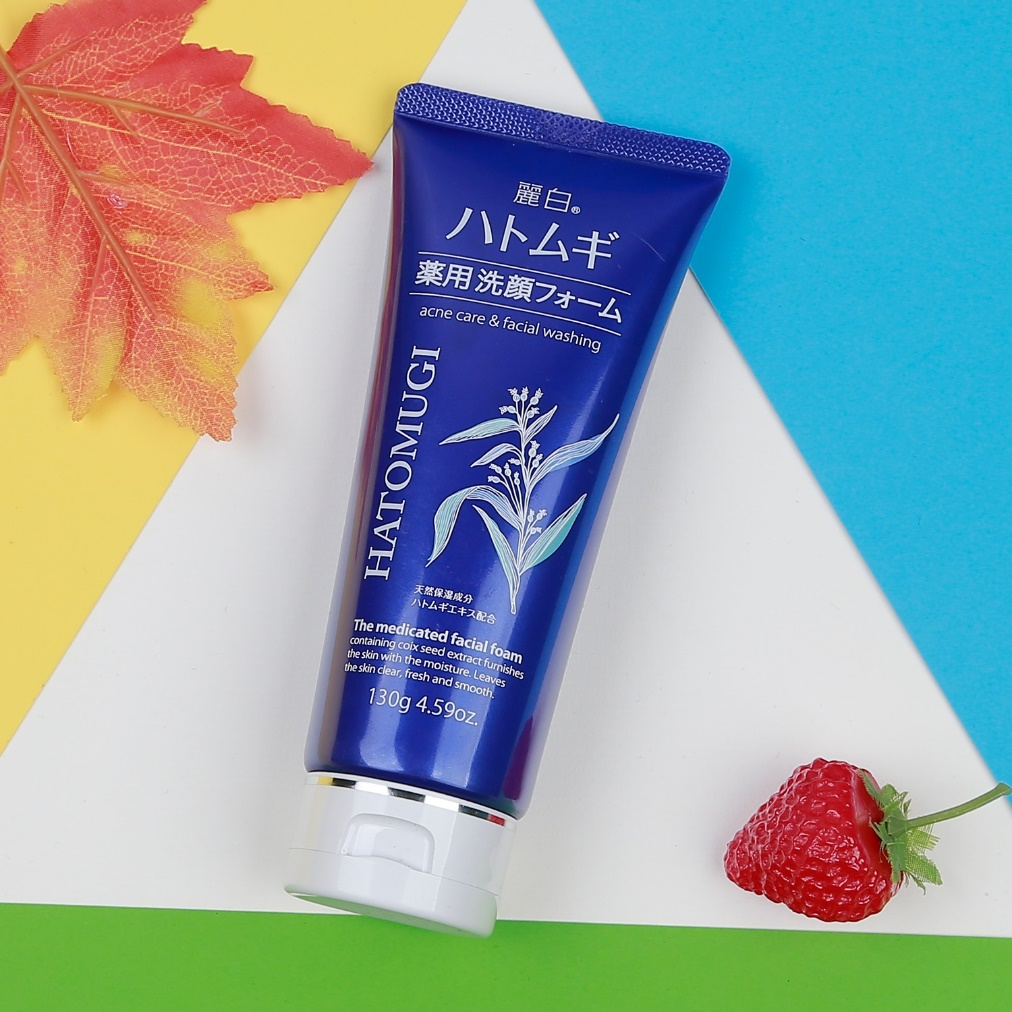 麗白®
ハトムギ
薬用 洗顔フォーム
acne care & facial washing
HATOMUGI
天然保湿成分
ハトムギエキス配合
The medicated facial foam
containing coix seed extract furnishes
the skin with the moisture. Leaves
the skin clear, fresh and smooth.
130g 4.59oz.